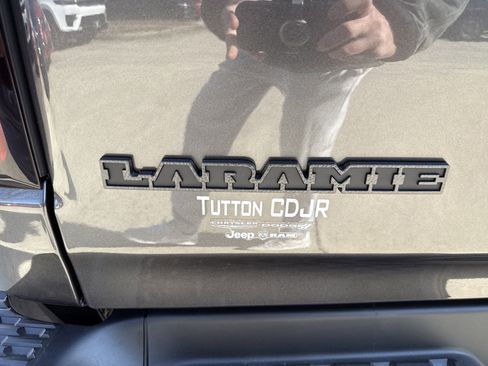 LARAMIE
TUTTON CDJR
CHRYSLER DODGE
Jeep RAM